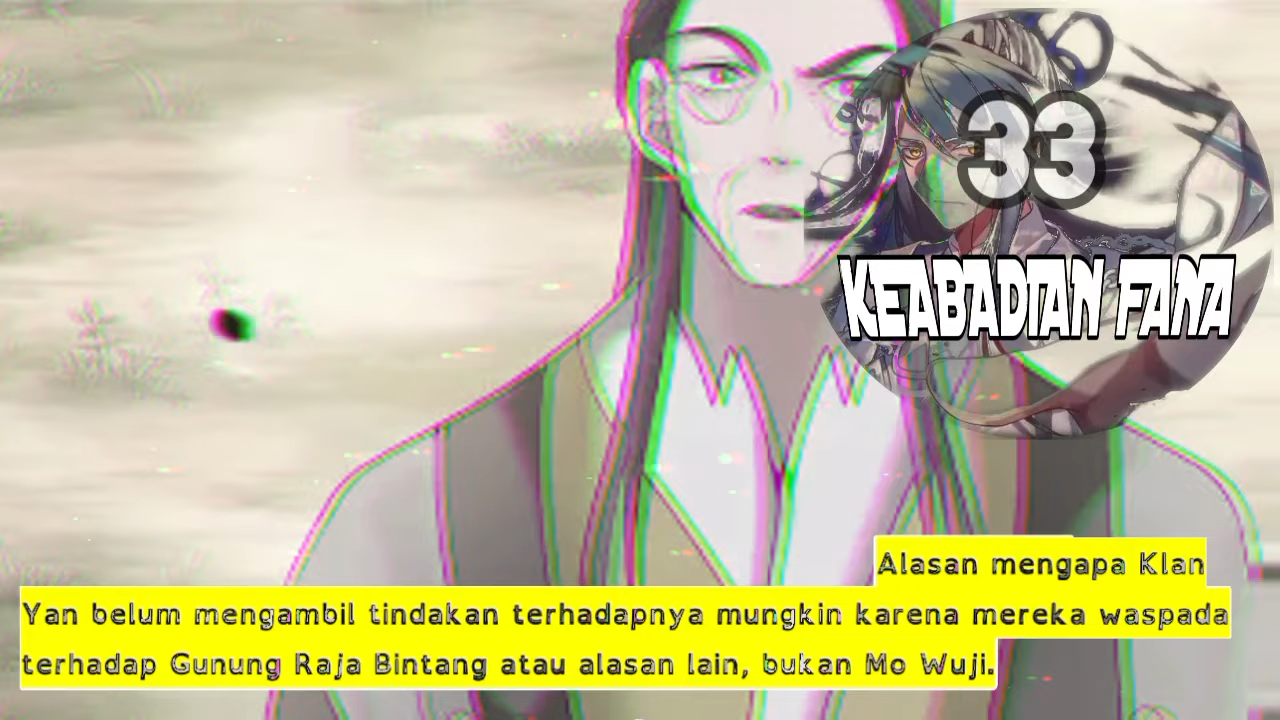 33
KEABADIAN FANA
Alasan mengapa Klan
Yan belum mengambil tindakan terhadapnya mungkin karena mereka waspada
terhadap Gunung Raja Bintang atau alasan lain, bukan Mo Wuji.